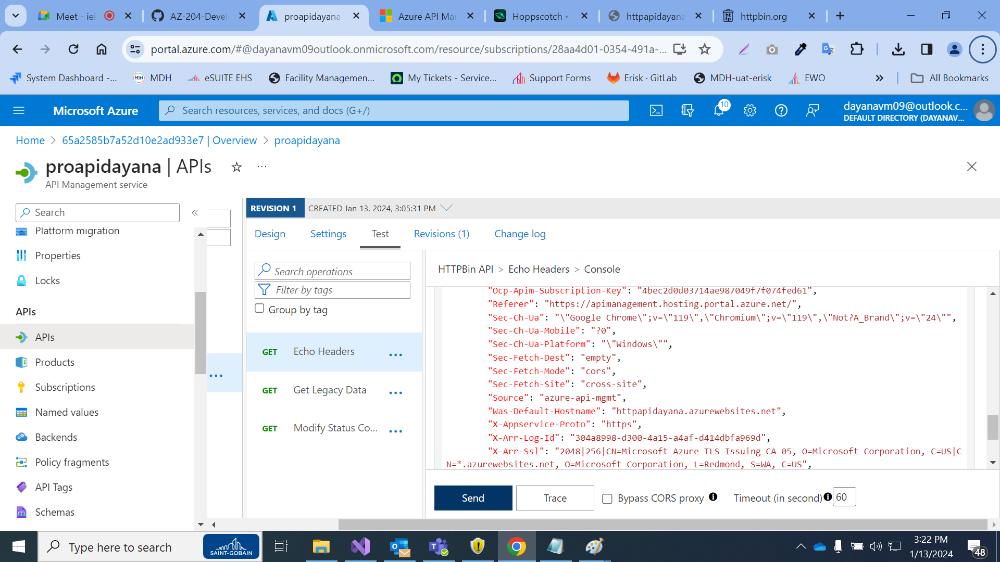 Meet - iei-
AZ-204-Devel
proapidayana
Azure API Mar
Hoppscotch •
httpapidayana
httpbin.org
portal.azure.com/#@dayanavm09outlook.onmicrosoft.com/resource/subscriptions/28aa4d01-0354-491a-...
System Dashboard -...
MDH
eSUITE EHS
Facility Managemen...
My Tickets - Service...
Support Forms
Erisk · GitLab
MDH-uat-erisk
EWO
All Bookmarks
Microsoft Azure
Search resources, services, and docs (G+/)
10
dayanavm09@outlook.c...
DEFAULT DIRECTORY (DAYANAV...
Home > 65a2585b7a52d10e2ad933e7 | Overview > proapidayana
proapidayana | APIs
API Management service
Search
Platform migration
Properties
Locks
APIs
APIs
Products
Subscriptions
Named values
Backends
Policy fragments
API Tags
Schemas
REVISION 1
CREATED Jan 13, 2024, 3:05:31 PM
Design
Settings
Test
Revisions (1)
Change log
Search operations
Filter by tags
Group by tag
GET Echo Headers
GET Get Legacy Data
GET Modify Status Co...
HTTPBin API > Echo Headers > Console
"Ocp-Apim-Subscription-Key": "4bec2d0d03714ae987049f7f074fed61",
"Referer": "https://apimanagement.hosting.portal.azure.net/",
"Sec-Ch-Ua": "\"Google Chrome\";v=\"119\",\"Chromium\";v=\"119\",\"Not?A_Brand\";v=\"24\"",
"Sec-Ch-Ua-Mobile": "?0",
"Sec-Ch-Ua-Platform": "\"Windows\"",
"Sec-Fetch-Dest": "empty",
"Sec-Fetch-Mode": "cors",
"Sec-Fetch-Site": "cross-site",
"Source": "azure-api-mgmt",
"Was-Default-Hostname": "httpapidayana.azurewebsites.net",
"X-Appservice-Proto": "https",
"X-Arr-Log-Id": "304a8998-d300-4a15-a4af-d414dbfa969d",
"X-Arr-Ssl": "2048|256|CN=Microsoft Azure TLS Issuing CA 05, O=Microsoft Corporation, C=US|C
N=*.azurewebsites.net, O=Microsoft Corporation, L=Redmond, S=WA, C=US",
Send
Trace
Bypass CORS proxy
Timeout (in second)
60
Type here to search
SAINT-GOBAIN
3:22 PM
1/13/2024
48